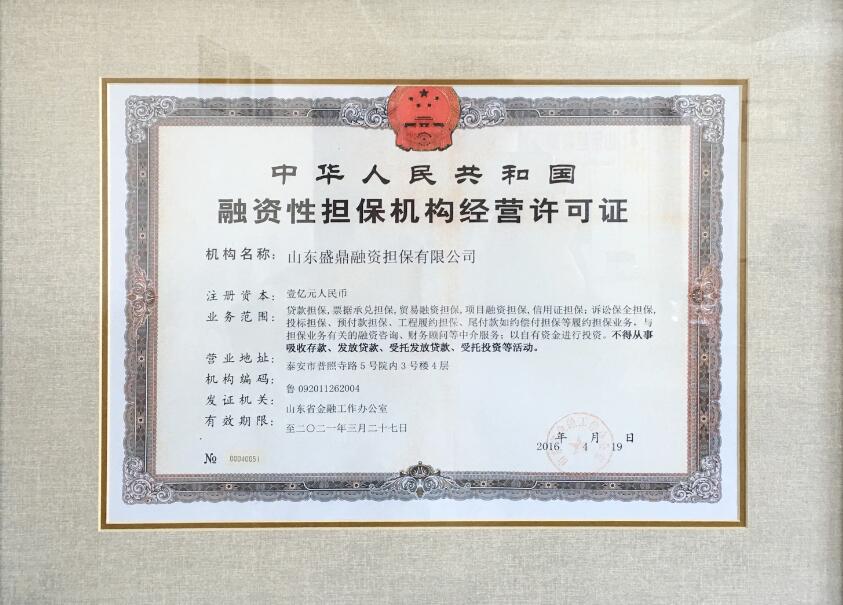 中华人民共和国
融资性担保机构经营许可证
机构名称：山东盛鼎融资担保有限公司
注册资本：壹亿元人民币
业务范围：贷款担保,票据承兑担保,贸易融资担保,项目融资担保,信用证担保；诉讼保全担保,
投标担保、预付款担保、工程履约担保、尾付款如约偿付担保等履约担保业务，与
担保业务有关的融资咨询、财务顾问等中介服务；以自有资金进行投资。不得从事
吸收存款、发放贷款、受托发放贷款、受托投资等活动。
营业地址：泰安市普照寺路5号院内3号楼4层
机构编码：鲁092011262004
发证机关：山东省金融工作办公室
有效期限：至二〇二一年三月二十七日
2016年4月19日
№ 00040051